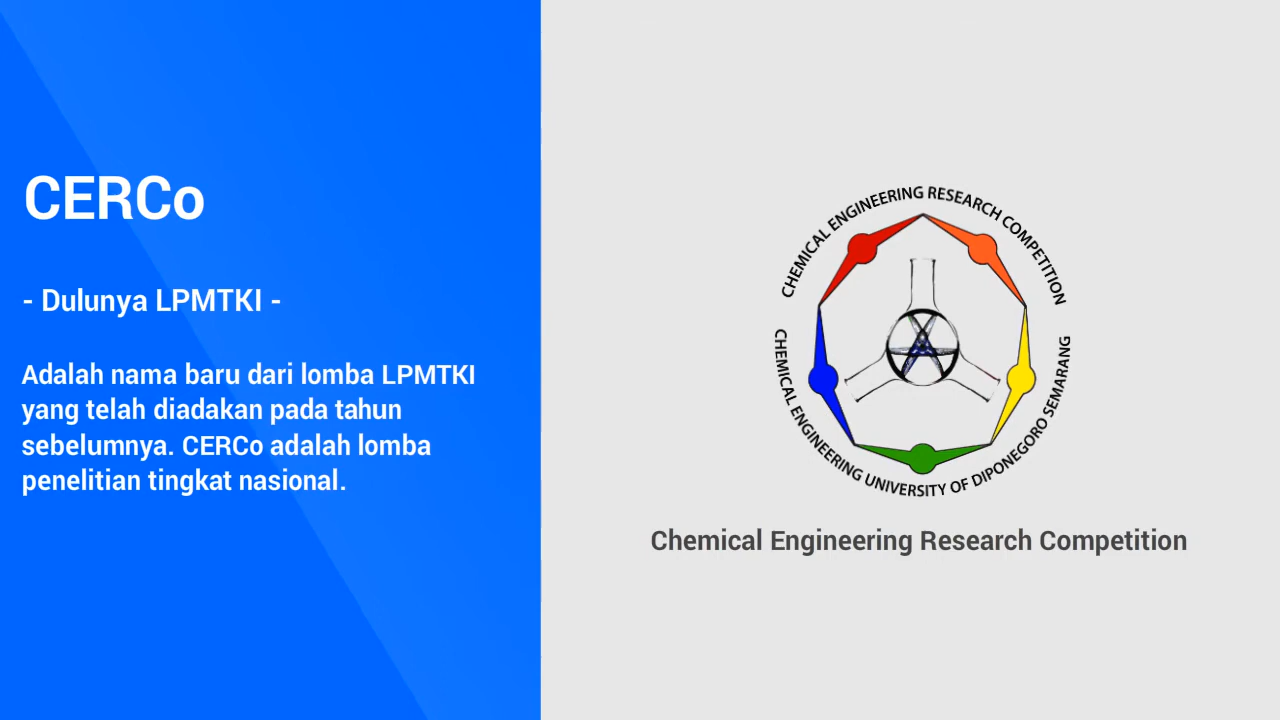 CERCo
- Dulunya LPMTKI -
Adalah nama baru dari lomba LPMTKI
yang telah diadakan pada tahun
sebelumnya. CERCo adalah lomba
penelitian tingkat nasional.
CHEMICAL ENGINEERING RESEARCH COMPETITION
CHEMICAL ENGINEERING UNIVERSITY OF DIPONEGORO SEMARANG
Chemical Engineering Research Competition